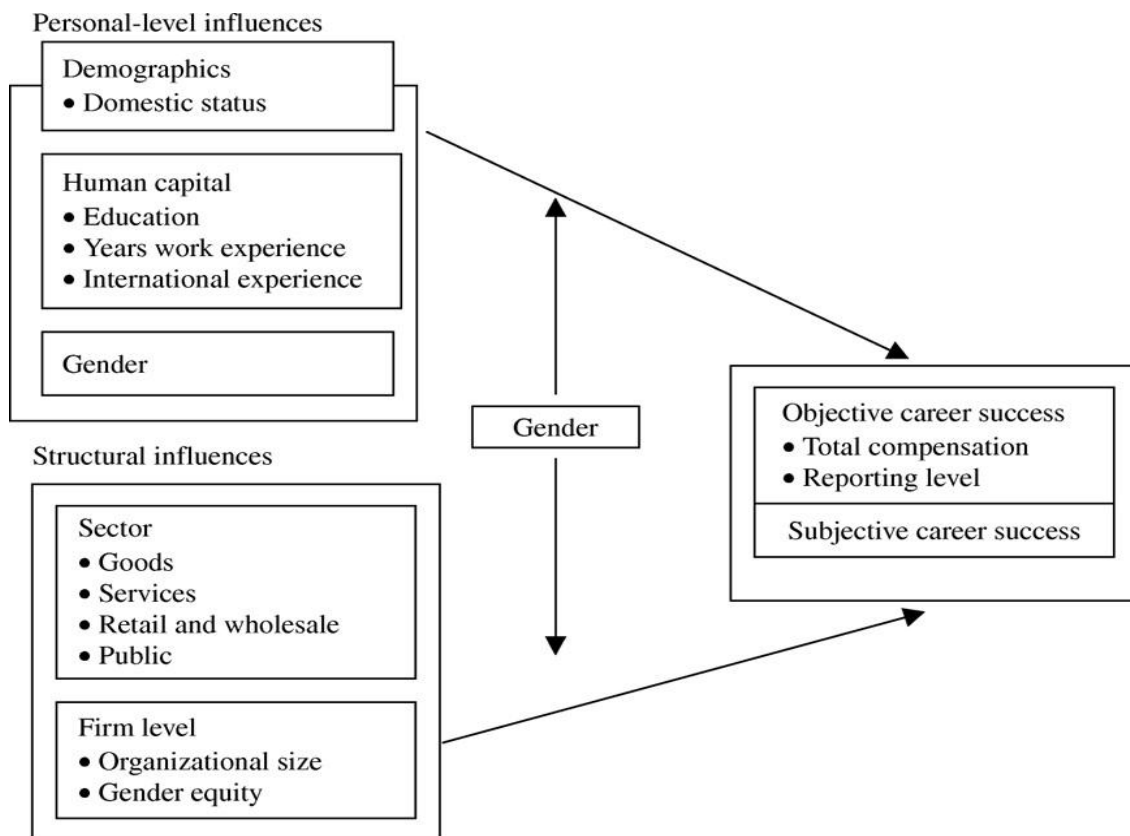 Personal-level influences
Demographics
• Domestic status
Human capital
• Education
• Years work experience
• International experience
Gender
Structural influences
Sector
• Goods
• Services
• Retail and wholesale
• Public
Firm level
• Organizational size
• Gender equity
Gender
Objective career success
• Total compensation
• Reporting level
Subjective career success